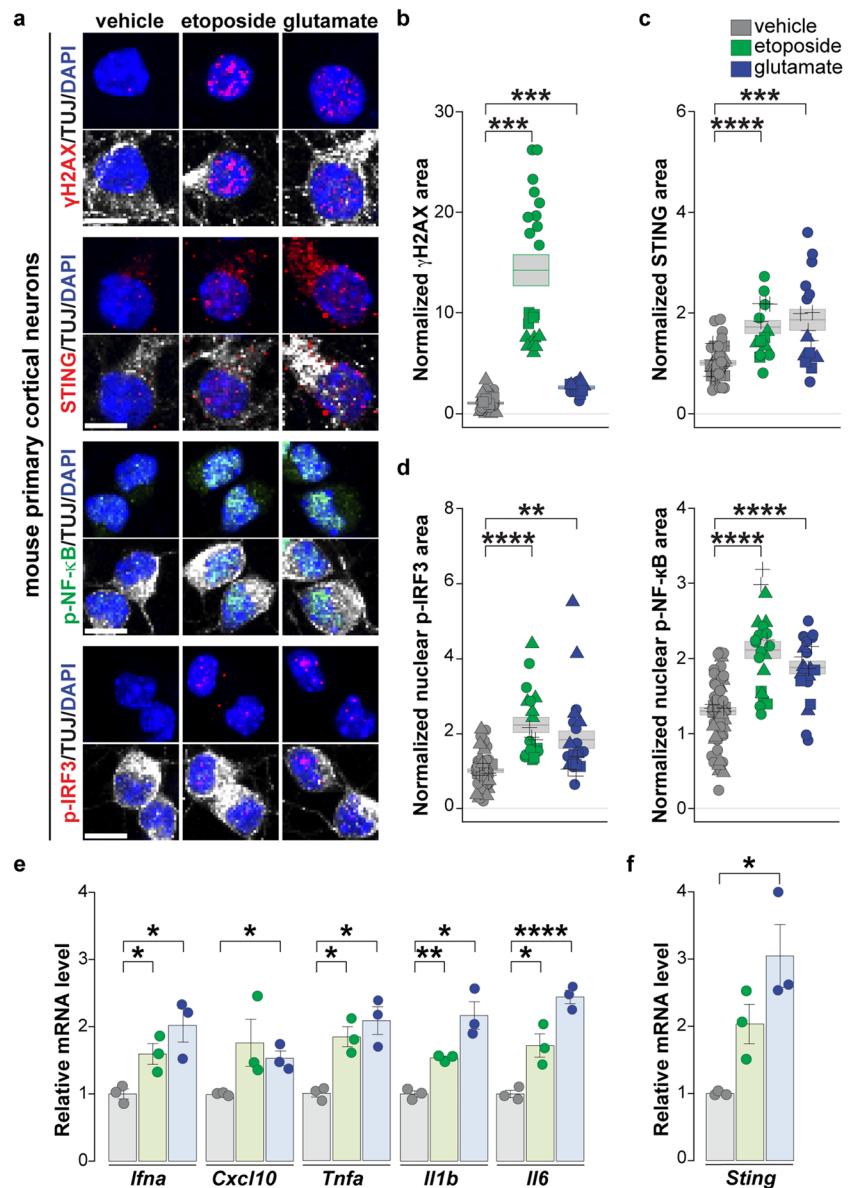 a
vehicle etoposide glutamate
mouse primary cortical neurons
γH2AX/TUJ/DAPI
STING/TUJ/DAPI
p-NF-κB/TUJ/DAPI
p-IRF3/TUJ/DAPI
b
Normalized γH2AX area
30
20
10
0
***
***
c
vehicle
etoposide
glutamate
Normalized STING area
6
4
2
0
***
****
d
Normalized nuclear p-IRF3 area
8
6
4
2
0
**
****
Normalized nuclear p-NF-κB area
4
3
2
1
0
****
****
e
Relative mRNA level
4
3
2
1
0
* * * * ****
* * ** *
Ifna Cxcl10 Tnfa Il1b Il6
f
Relative mRNA level
4
3
2
1
0
*
Sting